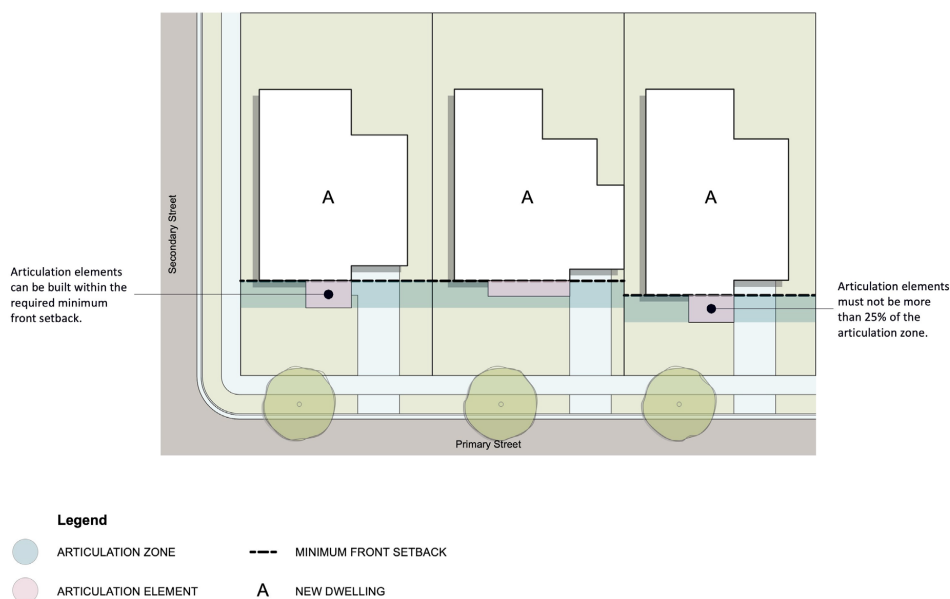 Secondary Street
A
A
A
Articulation elements
can be built within the
required minimum
front setback.
Articulation elements
must not be more
than 25% of the
articulation zone.
Primary Street
Legend
ARTICULATION ZONE
MINIMUM FRONT SETBACK
ARTICULATION ELEMENT
A NEW DWELLING